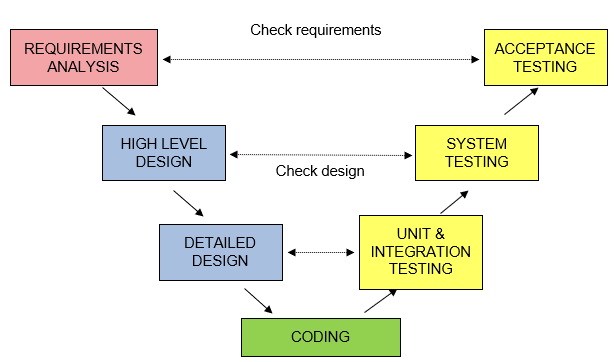 Check requirements
REQUIREMENTS
ANALYSIS
ACCEPTANCE
TESTING
HIGH LEVEL
DESIGN
SYSTEM
TESTING
Check design
DETAILED
DESIGN
UNIT &
INTEGRATION
TESTING
CODING